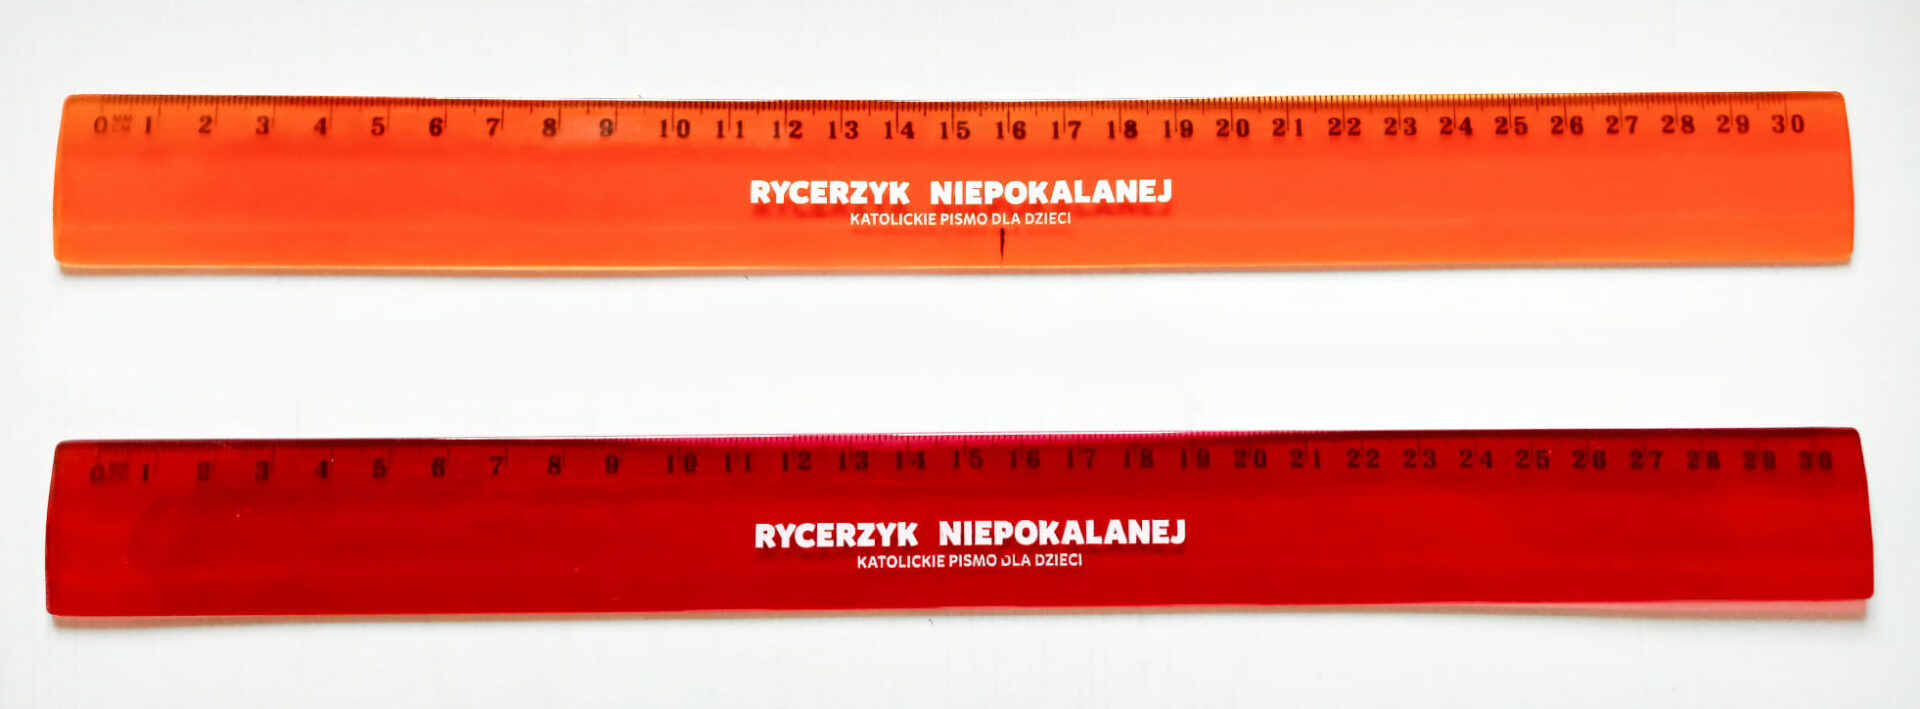 0 MM CM 1 2 3 4 5 6 7 8 9 10 11 12 13 14 15 16 17 18 19 20 21 22 23 24 25 26 27 28 29 30
RYCERZYK NIEPOKALANEJ
KATOLICKIE PISMO DLA DZIECI
0 1 2 3 4 5 6 7 8 9 10 11 12 13 14 15 16 17 18 19 20 21 22 23 24 25 26 27 28 29 30
RYCERZYK NIEPOKALANEJ
KATOLICKIE PISMO DLA DZIECI